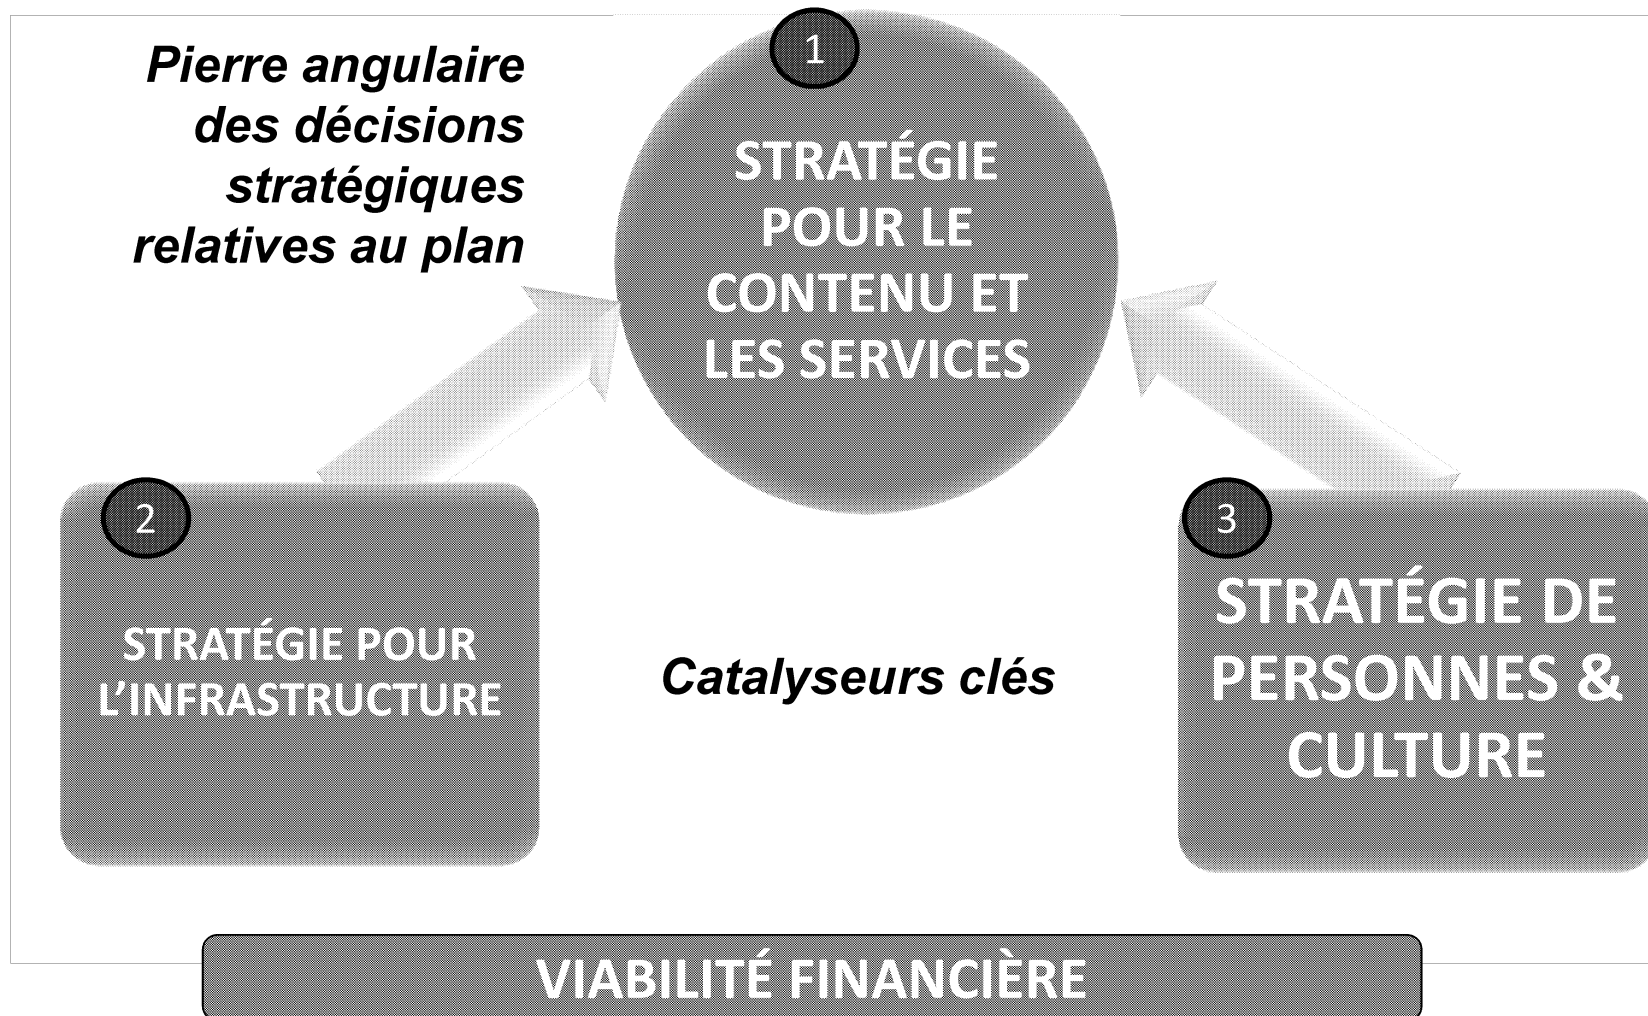 Pierre angulaire
des décisions
stratégiques
relatives au plan
1
STRATÉGIE
POUR LE
CONTENU ET
LES SERVICES
2
STRATÉGIE POUR
L’INFRASTRUCTURE
Catalyseurs clés
3
STRATÉGIE DE
PERSONNES &
CULTURE
VIABILITÉ FINANCIÈRE